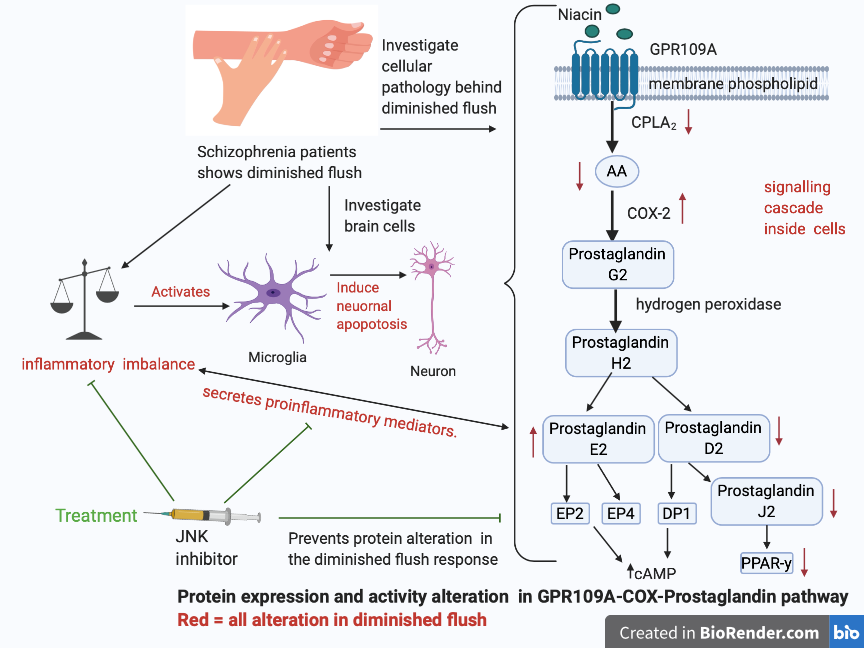 Niacin
GPR109A
membrane phospholipid
Investigate
cellular
pathology behind
diminished flush
CPLA2
AA
COX-2
signalling
cascade
inside cells
Schizophrenia patients
shows diminished flush
Investigate
brain cells
Prostaglandin
G2
hydrogen peroxidase
Activates
Induce
neuornal
apopotosis
Microglia
Neuron
Prostaglandin
H2
inflammatory imbalance
secretes proinflammatory mediators.
Prostaglandin
E2
Prostaglandin
D2
Prostaglandin
J2
EP2
EP4
DP1
PPAR-y
cAMP
Treatment
JNK
inhibitor
Prevents protein alteration in
the diminished flush response
Protein expression and activity alteration in GPR109A-COX-Prostaglandin pathway
Red = all alteration in diminished flush
Created in BioRender.com bio